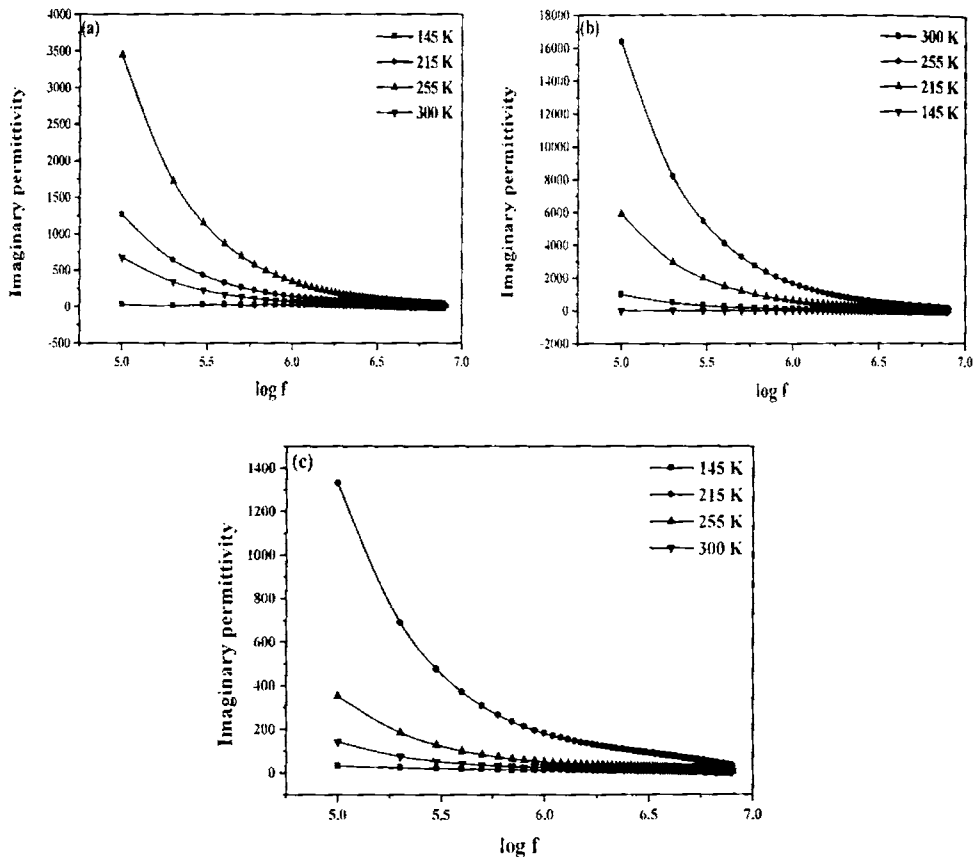 (a)
145 K
215 K
255 K
300 K
4000
3500
3000
2500
2000
1500
1000
500
0
-500
5.0
5.5
6.0
6.5
7.0
Imaginary permittivity
log f
(b)
300 K
255 K
215 K
145 K
18000
16000
14000
12000
10000
8000
6000
4000
2000
0
-2000
5.0
5.5
6.0
6.5
7.0
Imaginary permittivity
log f
(c)
145 K
215 K
255 K
300 K
1400
1200
1000
800
600
400
200
0
5.0
5.5
6.0
6.5
7.0
Imaginary permittivity
log f